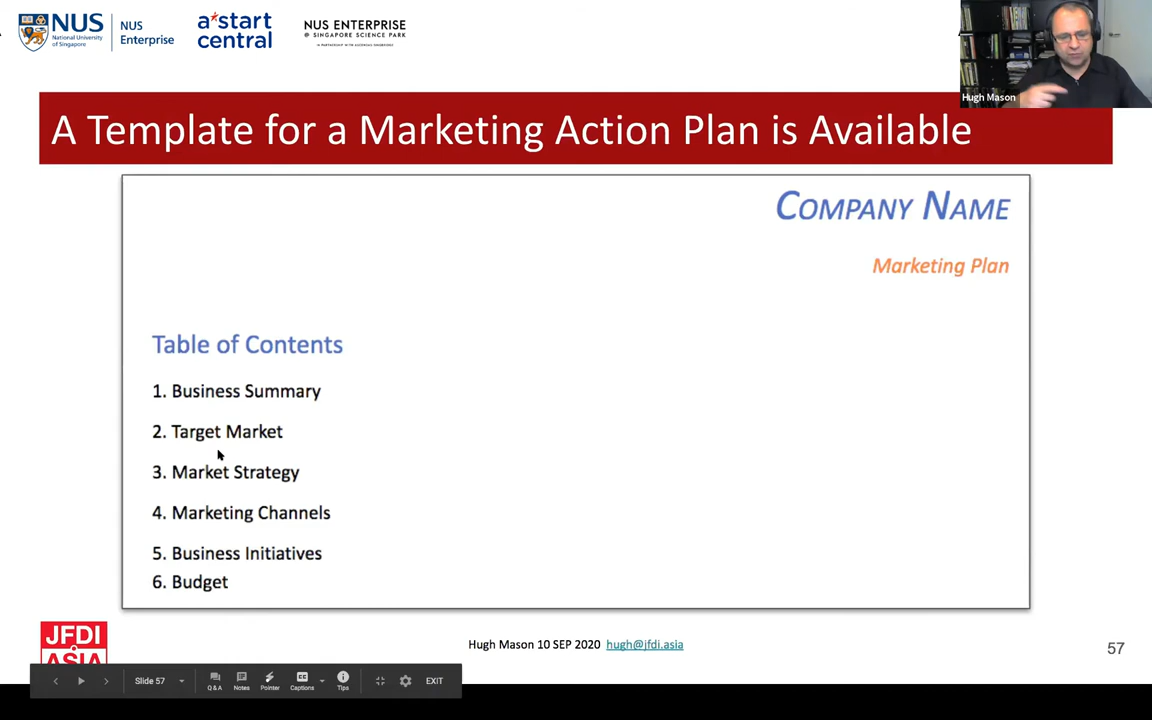 NUS
National University
of Singapore
NUS
Enterprise
a*start
central
NUS ENTERPRISE
@ SINGAPORE SCIENCE PARK
Hugh Mason
A Template for a Marketing Action Plan is Available
COMPANY NAME
Marketing Plan
Table of Contents
1. Business Summary
2. Target Market
3. Market Strategy
4. Marketing Channels
5. Business Initiatives
6. Budget
JFDI
ASIA
Hugh Mason 10 SEP 2020 hugh@jfdi.asia
57
Slide 57
Q & A
Notes
Pointer
CC
Captions
Tips
EXIT